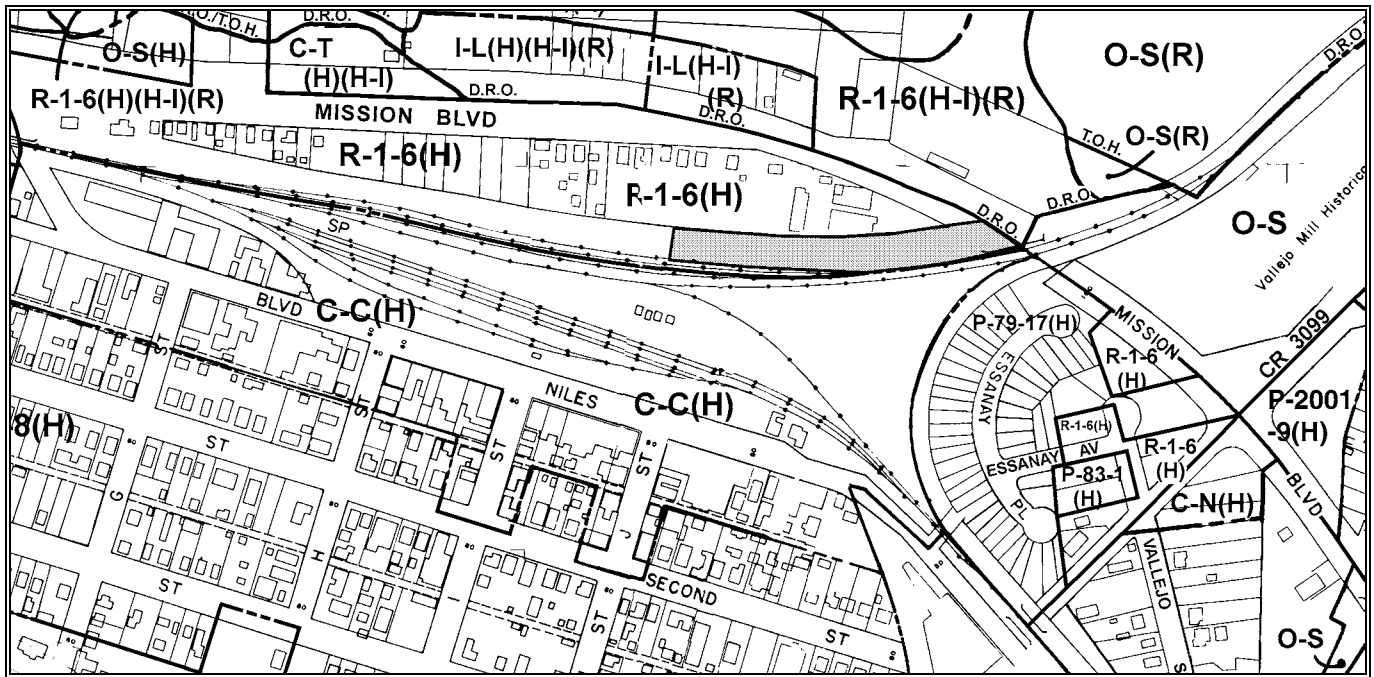 R.O./T.O.H.
D.R.O.
D.R.O.
D.R.O.
O-S(H)
C-T
(H)(H-I)
I-L(H)(H-I)(R)
I-L(H-I)
(R)
O-S(R)
R-1-6(H)(H-I)(R)
D.R.O.
D.R.O.
R-1-6(H-I)(R)
MISSION BLVD
T.O.H.
O-S(R)
R-1-6(H)
R-1-6(H)
D.R.O.
D.R.O.
O-S
Vallejo Mill Historica
SP
BLVD
C-C(H)
P-79-17(H)
MISSION
CR 3099
R-1-6
(H)
ESSANAY
ST
ST
NILES
C-C(H)
P-2001
-9(H)
8(H)
R-1-6(H)
AV
R-1-6
(H)
ST
ST
ST
ESSANAY
P-83-1
(H)
PL
C-N(H)
BLVD
G
H
J
VALLEJO
SECOND
ST
ST
ST
S
O-S